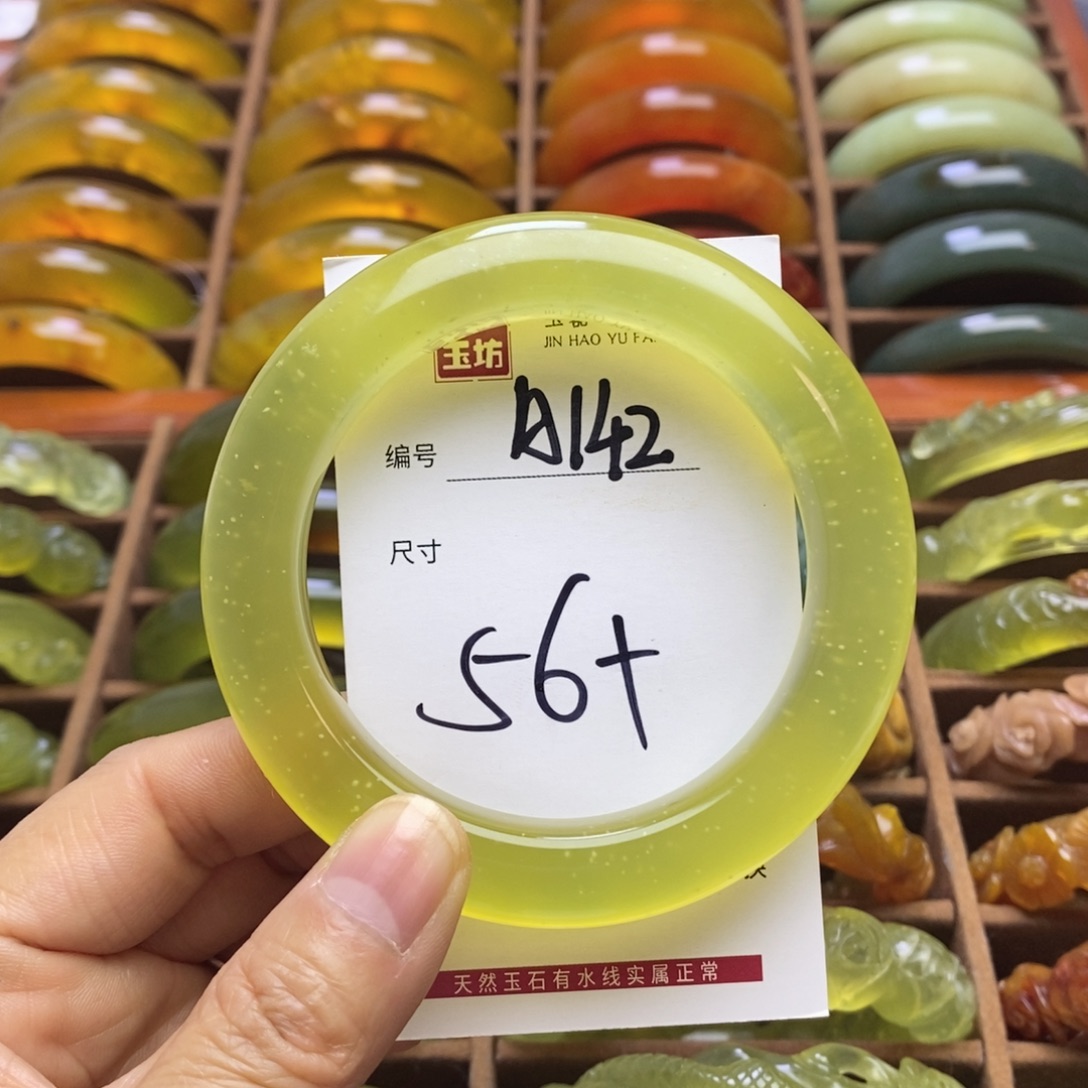 玉坊
JIN HAO YU FA
编号 A142
尺寸
56+
天然玉石有水线实属正常